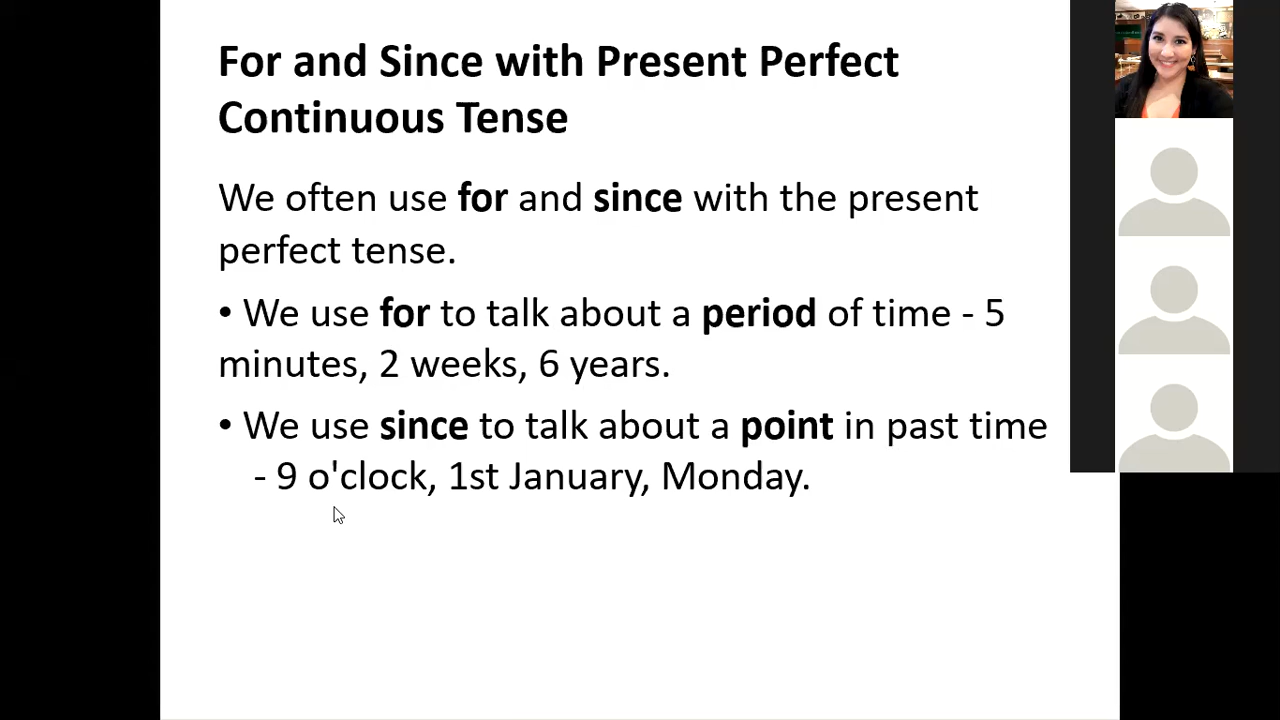 For and Since with Present Perfect
Continuous Tense
We often use for and since with the present
perfect tense.
• We use for to talk about a period of time - 5
minutes, 2 weeks, 6 years.
• We use since to talk about a point in past time
- 9 o'clock, 1st January, Monday.